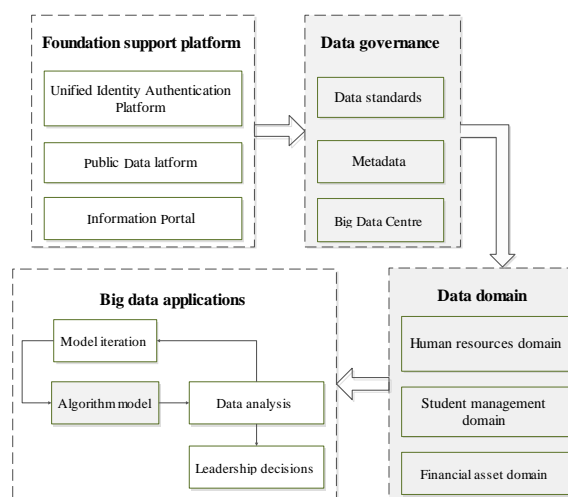 Foundation support platform
Unified Identity Authentication
Platform
Public Data latform
Information Portal
Data governance
Data standards
Metadata
Big Data Centre
Big data applications
Model iteration
Algorithm model
Data analysis
Leadership decisions
Data domain
Human resources domain
Student management
domain
Financial asset domain